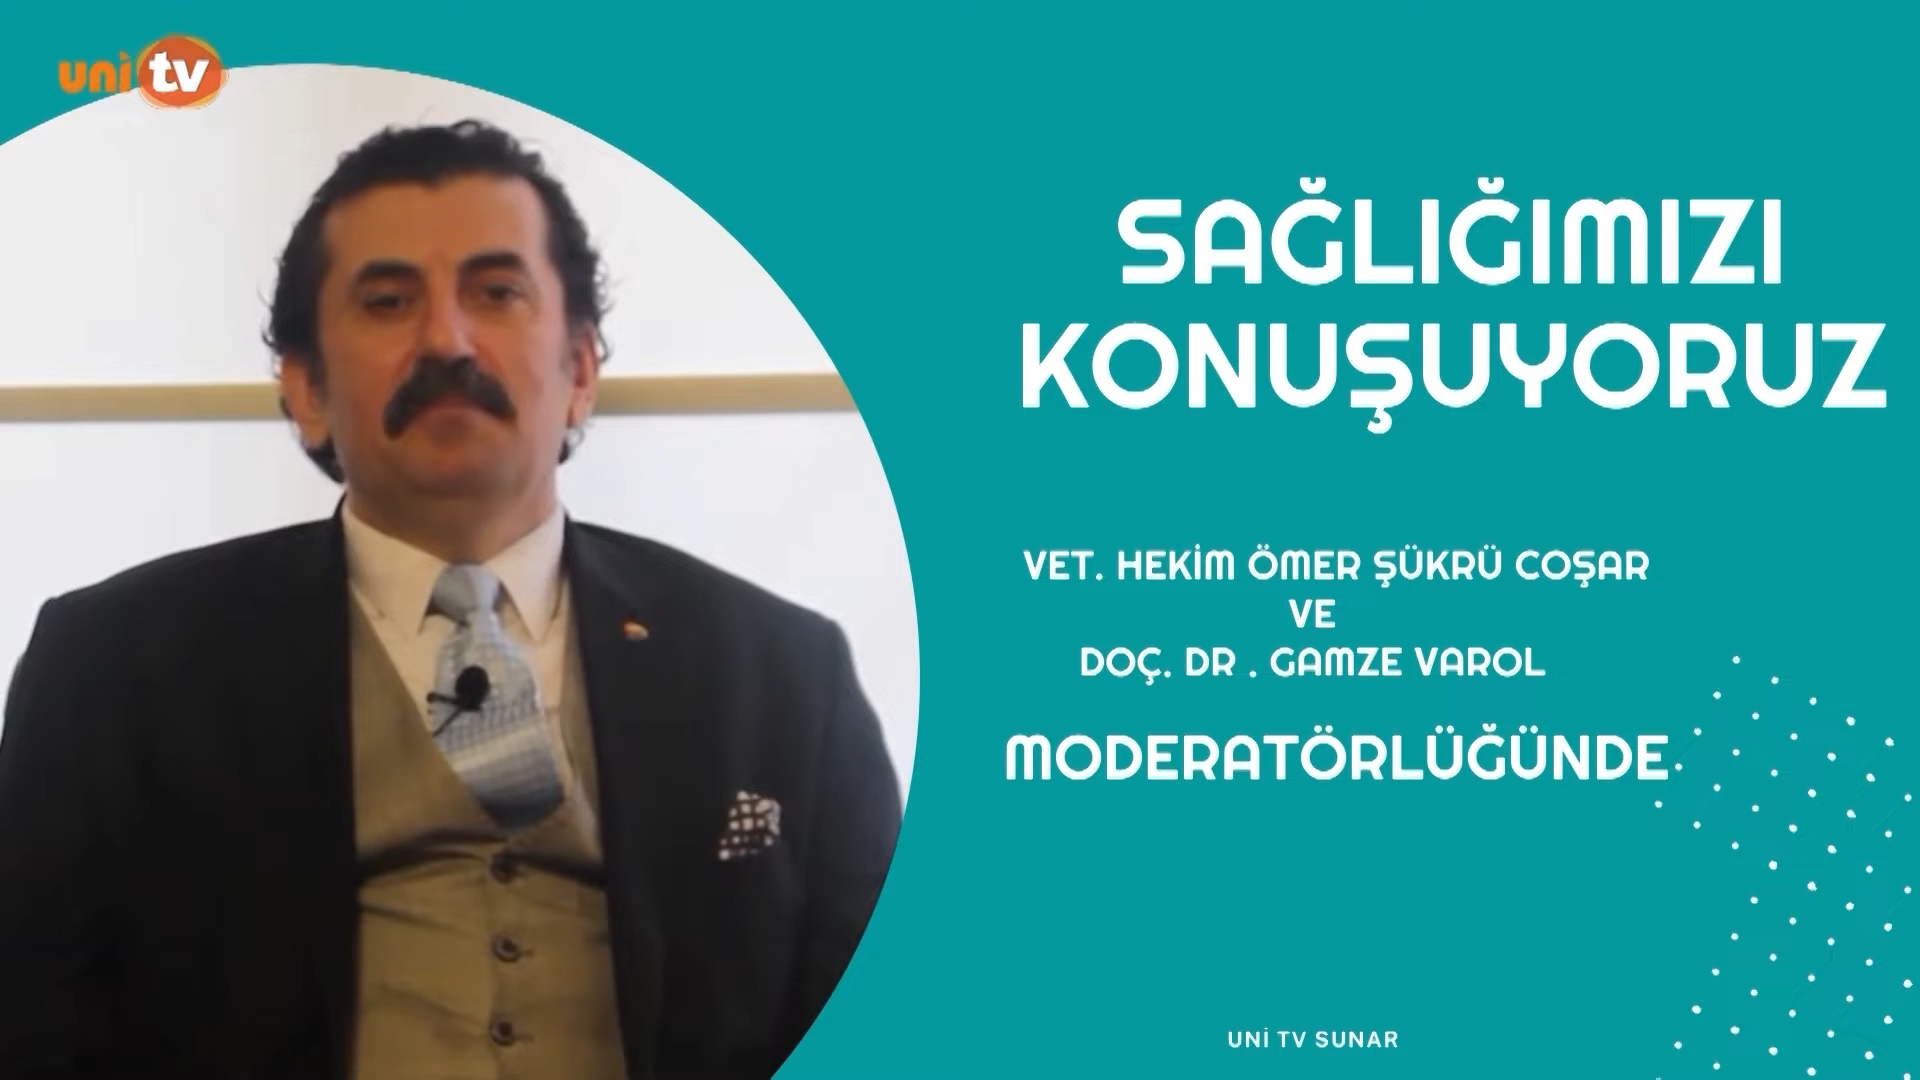 uni tv
SAĞLIĞIMIZI
KONUŞUYORUZ
VET. HEKİM ÖMER ŞÜKRÜ COŞAR
VE
DOÇ. DR . GAMZE VAROL
MODERATÖRLÜĞÜNDE
UNİ TV SUNAR